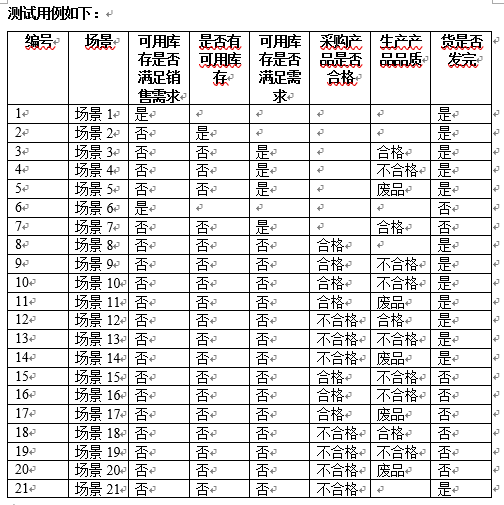 测试用例如下：
编号 场景 可用库存是否满足销售需求 是否有可用库存 可用库存是否满足需求 采购产品是否合格 生产产品品质 货是否发完
1 场景 1 是 是
2 场景 2 否 是 是
3 场景 3 否 否 是 合格 是
4 场景 4 否 否 是 不合格 是
5 场景 5 否 否 是 废品 是
6 场景 6 是 否
7 场景 7 否 否 是 合格 否
8 场景 8 否 否 否 合格 是
9 场景 9 否 否 否 合格 不合格 是
10 场景 10 否 否 否 合格 不合格 是
11 场景 11 否 否 否 合格 废品 是
12 场景 12 否 否 否 不合格 合格 是
13 场景 13 否 否 否 不合格 不合格 是
14 场景 14 否 否 否 不合格 废品 是
15 场景 15 否 否 否 合格 不合格 否
16 场景 16 否 否 否 合格 不合格 否
17 场景 17 否 否 否 合格 废品 否
18 场景 18 否 否 否 不合格 合格 否
19 场景 19 否 否 否 不合格 不合格 否
20 场景 20 否 否 否 不合格 废品 否
21 场景 21 否 否 否 不合格 是